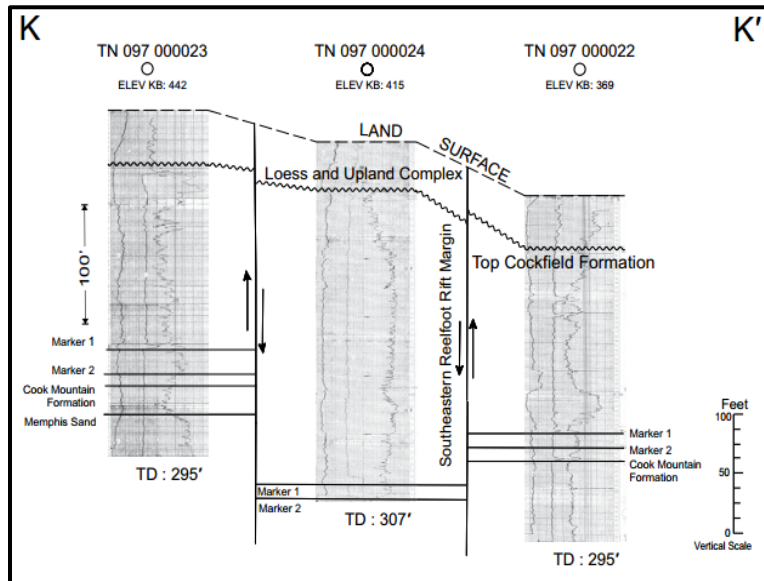 K
K′
TN 097 000023
TN 097 000024
TN 097 000022
ELEV KB: 442
ELEV KB: 415
ELEV KB: 369
LAND
SURFACE
Loess and Upland Complex
Top Cockfield Formation
100'
Southeastern Reelfoot Rift Margin
Marker 1
Marker 2
Cook Mountain
Formation
Memphis Sand
TD : 295'
Marker 1
Marker 2
TD : 307'
Marker 1
Marker 2
Cook Mountain
Formation
TD : 295'
Feet
100
50
0
Vertical Scale